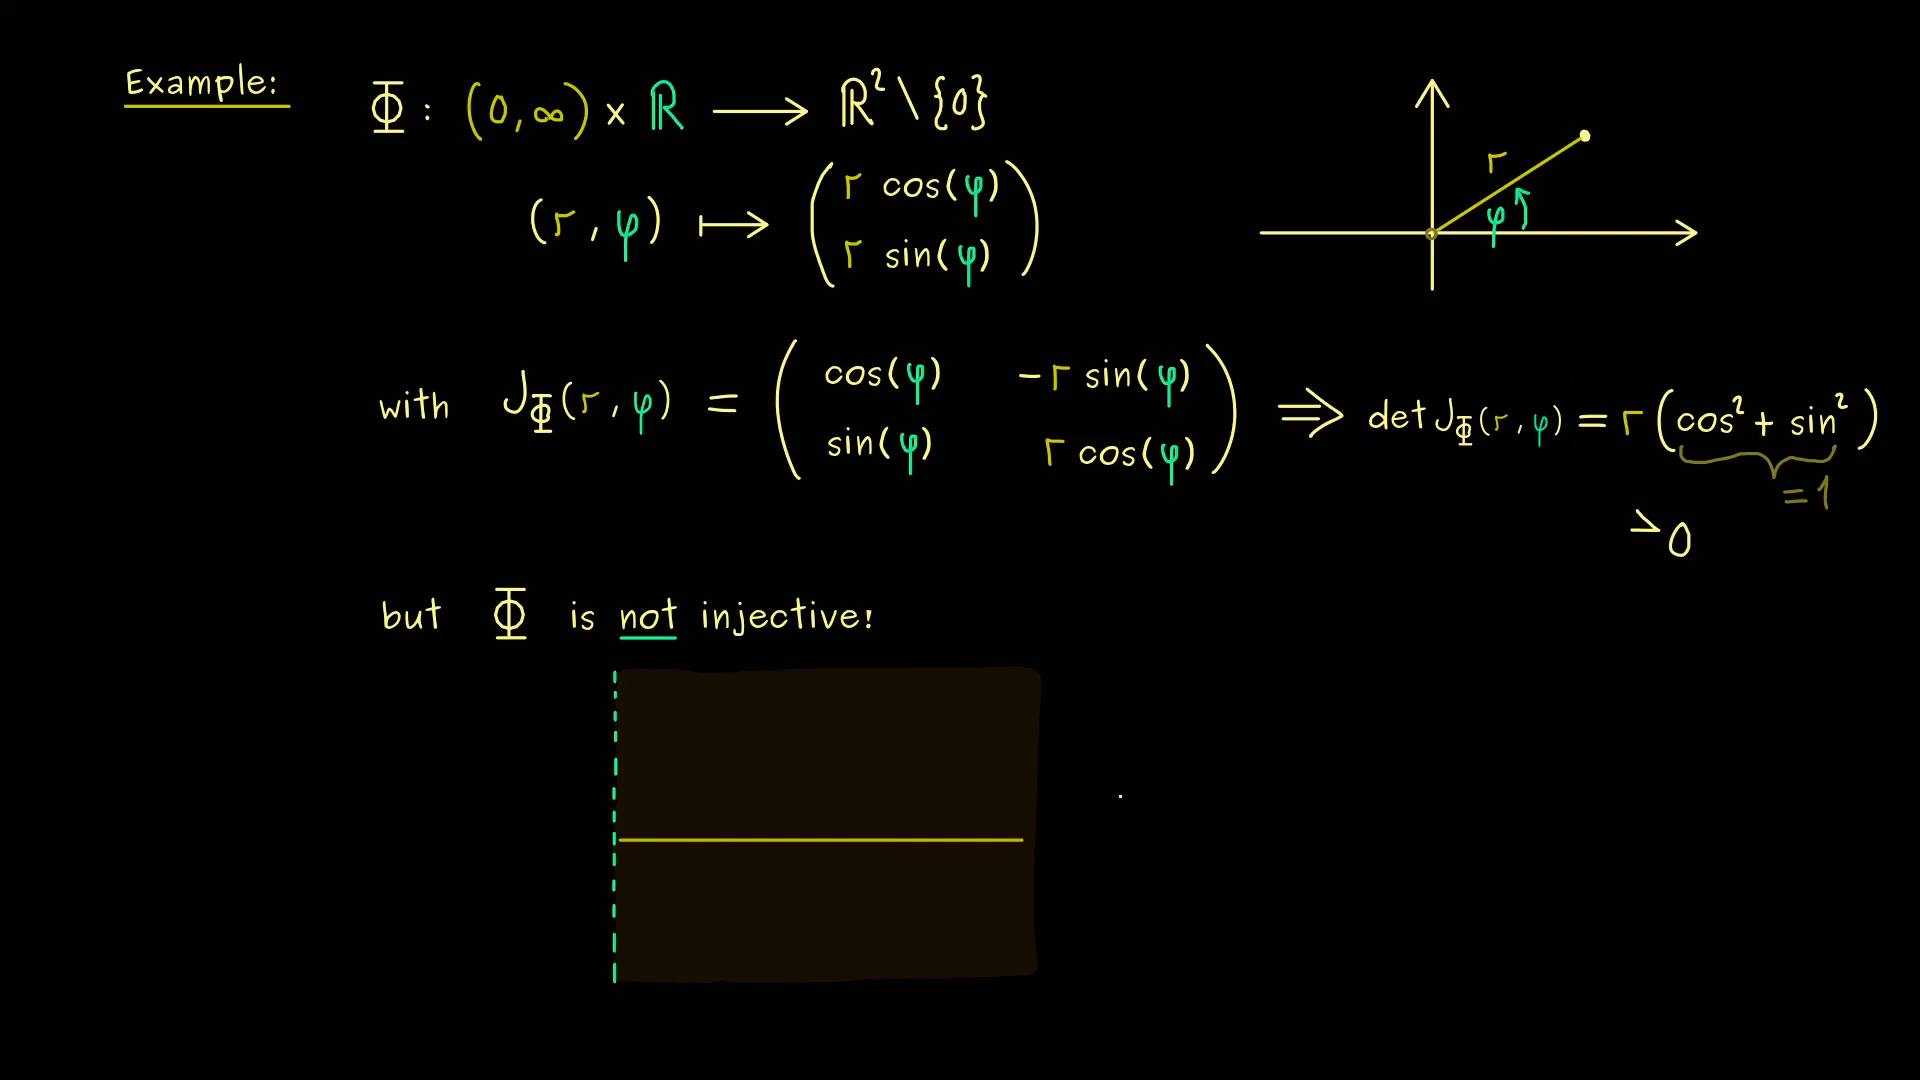 Example: Φ : (0,∞) × ℝ ⟶ ℝ² \ {0}
(r, φ) ⟼ ( r cos(φ)
r sin(φ) )
r
φ
with J_Φ(r, φ) = ( cos(φ) -r sin(φ)
sin(φ) r cos(φ) ) ⟹ det J_Φ(r, φ) = r (cos² + sin²)
= 1
> 0
but Φ is not injective!